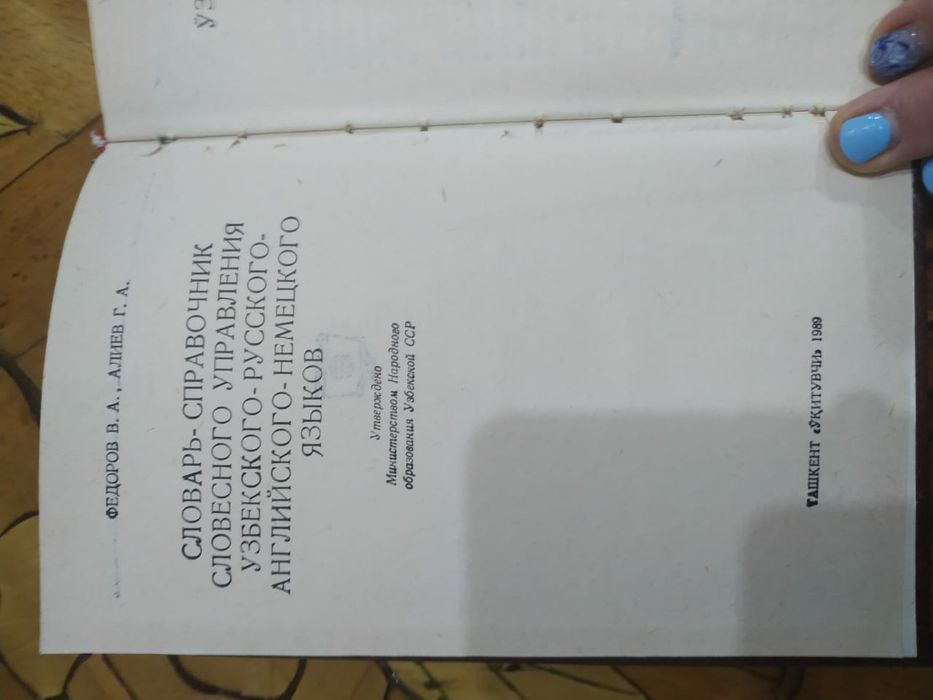 ФЕДОРОВ В. А., АЛИЕВ Г. А.
СЛОВАРЬ-СПРАВОЧНИК
СЛОВЕСНОГО УПРАВЛЕНИЯ
УЗБЕКСКОГО-РУССКОГО-
АНГЛИЙСКОГО-НЕМЕЦКОГО
ЯЗЫКОВ
Утверждено
Министерством Народного
образования Узбекской ССР
ТАШКЕНТ «ЎҚИТУВЧИ» 1989